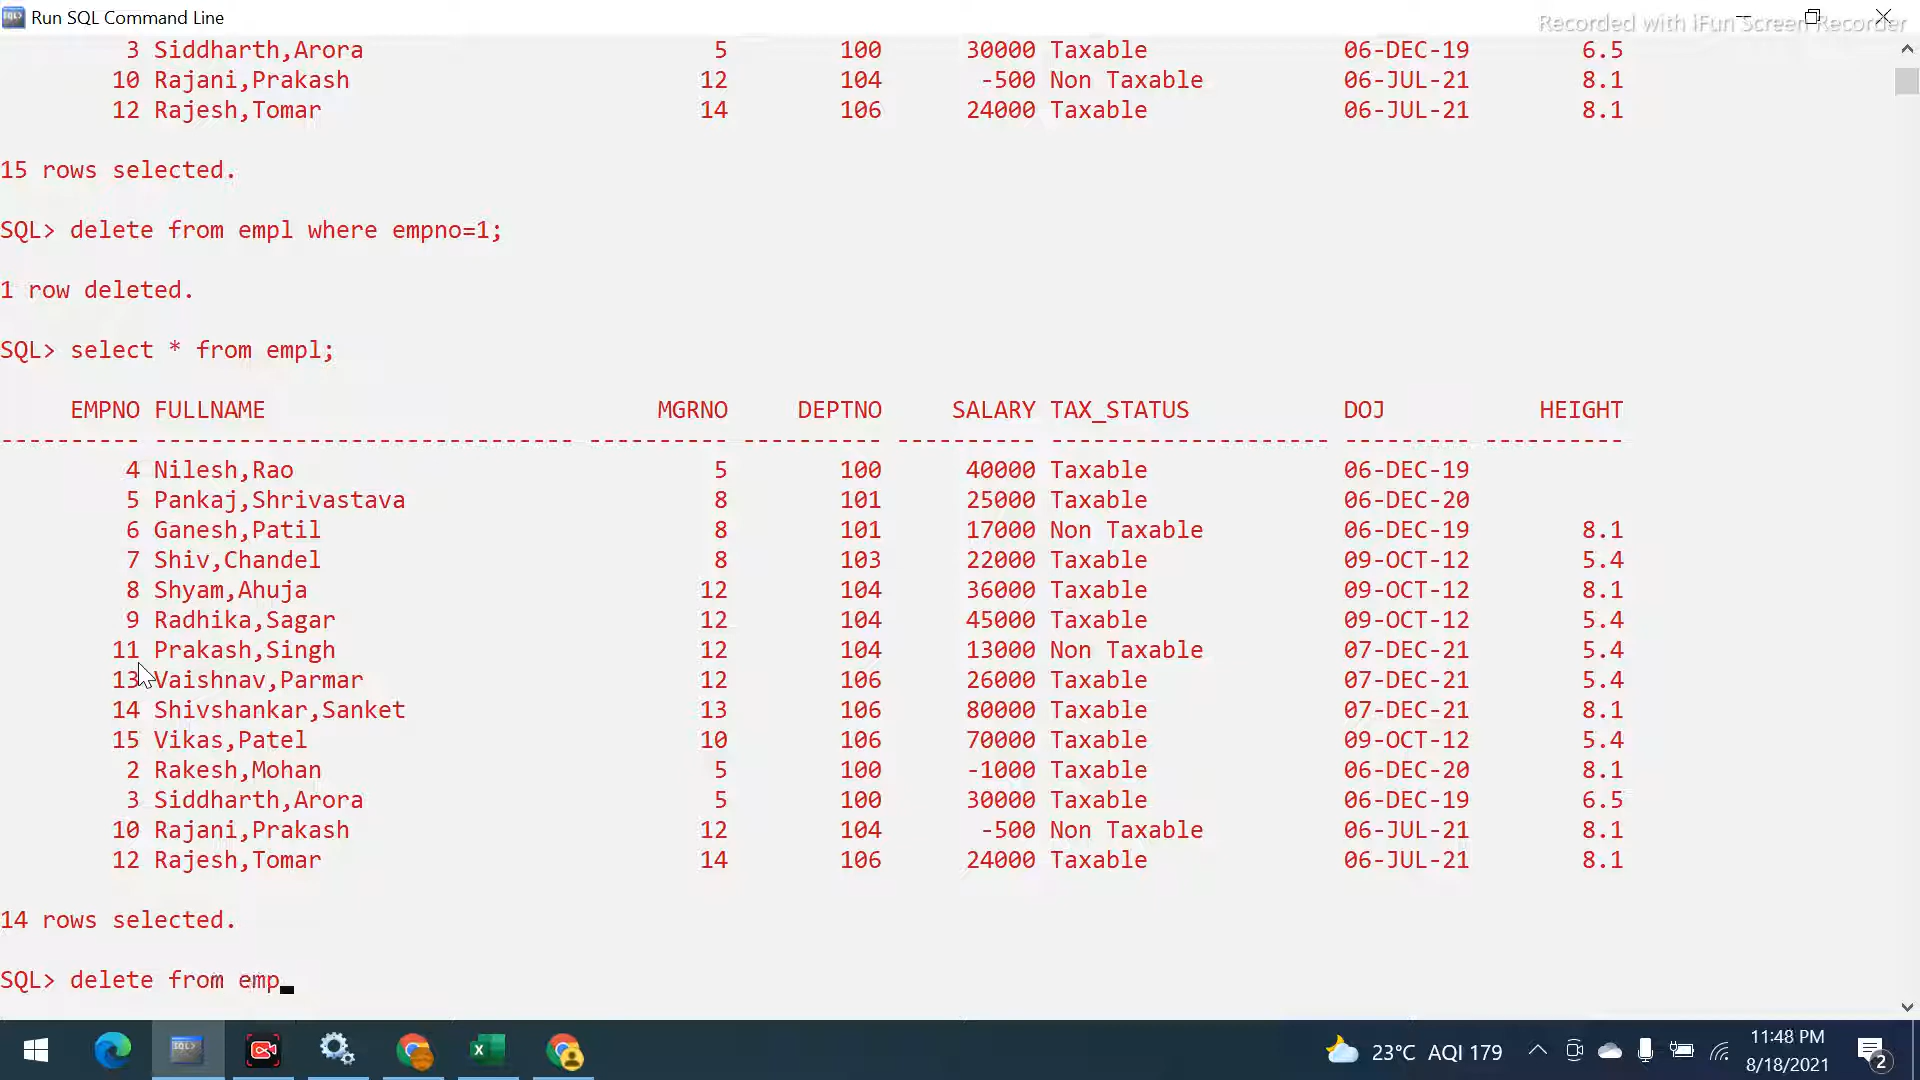 Run SQL Command Line
Recorded with iFun Screen Recorder
3 Siddharth,Arora 5 100 30000 Taxable 06-DEC-19 6.5
10 Rajani,Prakash 12 104 -500 Non Taxable 06-JUL-21 8.1
12 Rajesh,Tomar 14 106 24000 Taxable 06-JUL-21 8.1
15 rows selected.
SQL> delete from empl where empno=1;
1 row deleted.
SQL> select * from empl;
EMPNO FULLNAME MGRNO DEPTNO SALARY TAX_STATUS DOJ HEIGHT
---------- ------------------------------ ---------- ---------- ---------- -------------------- --------- ----------
4 Nilesh,Rao 5 100 40000 Taxable 06-DEC-19
5 Pankaj,Shrivastava 8 101 25000 Taxable 06-DEC-20
6 Ganesh,Patil 8 101 17000 Non Taxable 06-DEC-19 8.1
7 Shiv,Chandel 8 103 22000 Taxable 09-OCT-12 5.4
8 Shyam,Ahuja 12 104 36000 Taxable 09-OCT-12 8.1
9 Radhika,Sagar 12 104 45000 Taxable 09-OCT-12 5.4
11 Prakash,Singh 12 104 13000 Non Taxable 07-DEC-21 5.4
13 Vaishnav,Parmar 12 106 26000 Taxable 07-DEC-21 5.4
14 Shivshankar,Sanket 13 106 80000 Taxable 07-DEC-21 8.1
15 Vikas,Patel 10 106 70000 Taxable 09-OCT-12 5.4
2 Rakesh,Mohan 5 100 -1000 Taxable 06-DEC-20 8.1
3 Siddharth,Arora 5 100 30000 Taxable 06-DEC-19 6.5
10 Rajani,Prakash 12 104 -500 Non Taxable 06-JUL-21 8.1
12 Rajesh,Tomar 14 106 24000 Taxable 06-JUL-21 8.1
14 rows selected.
SQL> delete from emp
23°C AQI 179
11:48 PM
8/18/2021
2